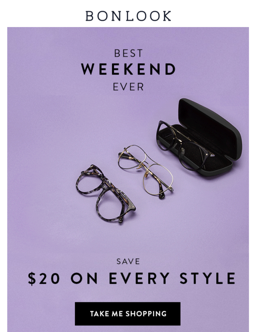 BONLOOK
BEST
WEEKEND
EVER
SAVE
$20 ON EVERY STYLE
TAKE ME SHOPPING